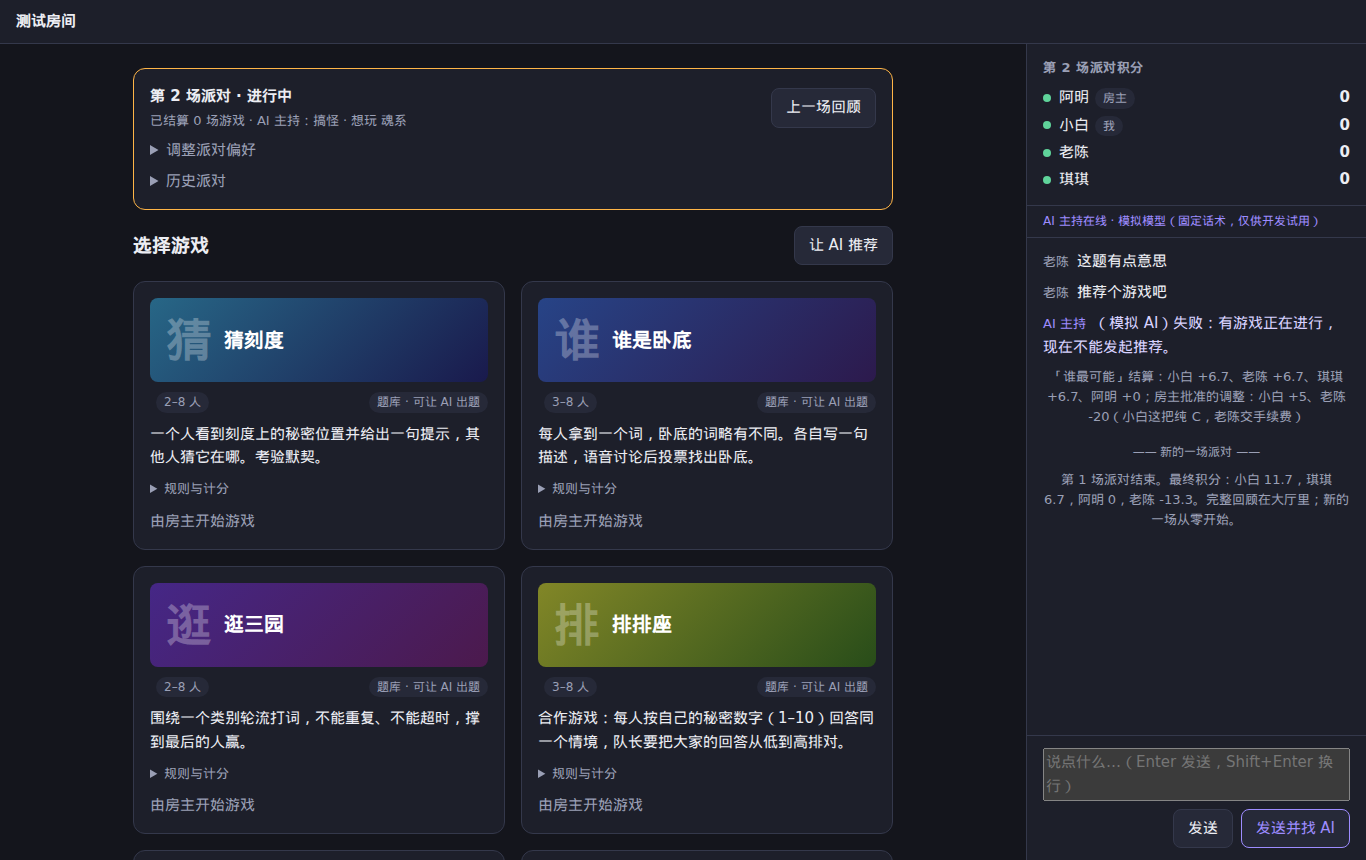 测试房间
第 2 场派对 · 进行中
已结算 0 场游戏 · AI 主持：搞怪 · 想玩 魂系
上一场回顾
▶ 调整派对偏好
▶ 历史派对
选择游戏
让 AI 推荐
猜 猜刻度
2–8 人
题库 · 可让 AI 出题
一个人看到刻度上的秘密位置并给出一句提示，其
他人猜它在哪。考验默契。
▶ 规则与计分
由房主开始游戏
谁 谁是卧底
3–8 人
题库 · 可让 AI 出题
每人拿到一个词，卧底的词略有不同。各自写一句
描述，语音讨论后投票找出卧底。
▶ 规则与计分
由房主开始游戏
逛 逛三园
2–8 人
题库 · 可让 AI 出题
围绕一个类别轮流打词，不能重复、不能超时，撑
到最后的人赢。
▶ 规则与计分
由房主开始游戏
排 排排座
3–8 人
题库 · 可让 AI 出题
合作游戏：每人按自己的秘密数字（1–10）回答同
一个情境，队长要把大家的回答从低到高排对。
▶ 规则与计分
由房主开始游戏
第 2 场派对积分
阿明 房主 0
小白 我 0
老陈 0
琪琪 0
AI 主持在线 · 模拟模型（固定话术，仅供开发试用）
老陈 这题有点意思
老陈 推荐个游戏吧
AI 主持 （模拟 AI）失败：有游戏正在进行，
现在不能发起推荐。
「谁最可能」结算：小白 +6.7、老陈 +6.7、琪琪
+6.7、阿明 +0；房主批准的调整：小白 +5、老陈
-20（小白这把纯 C，老陈交手续费）
—— 新的一场派对 ——
第 1 场派对结束。最终积分：小白 11.7，琪琪
6.7，阿明 0，老陈 -13.3。完整回顾在大厅里；新的
一场从零开始。
说点什么…（Enter 发送，Shift+Enter 换
行）
发送
发送并找 AI